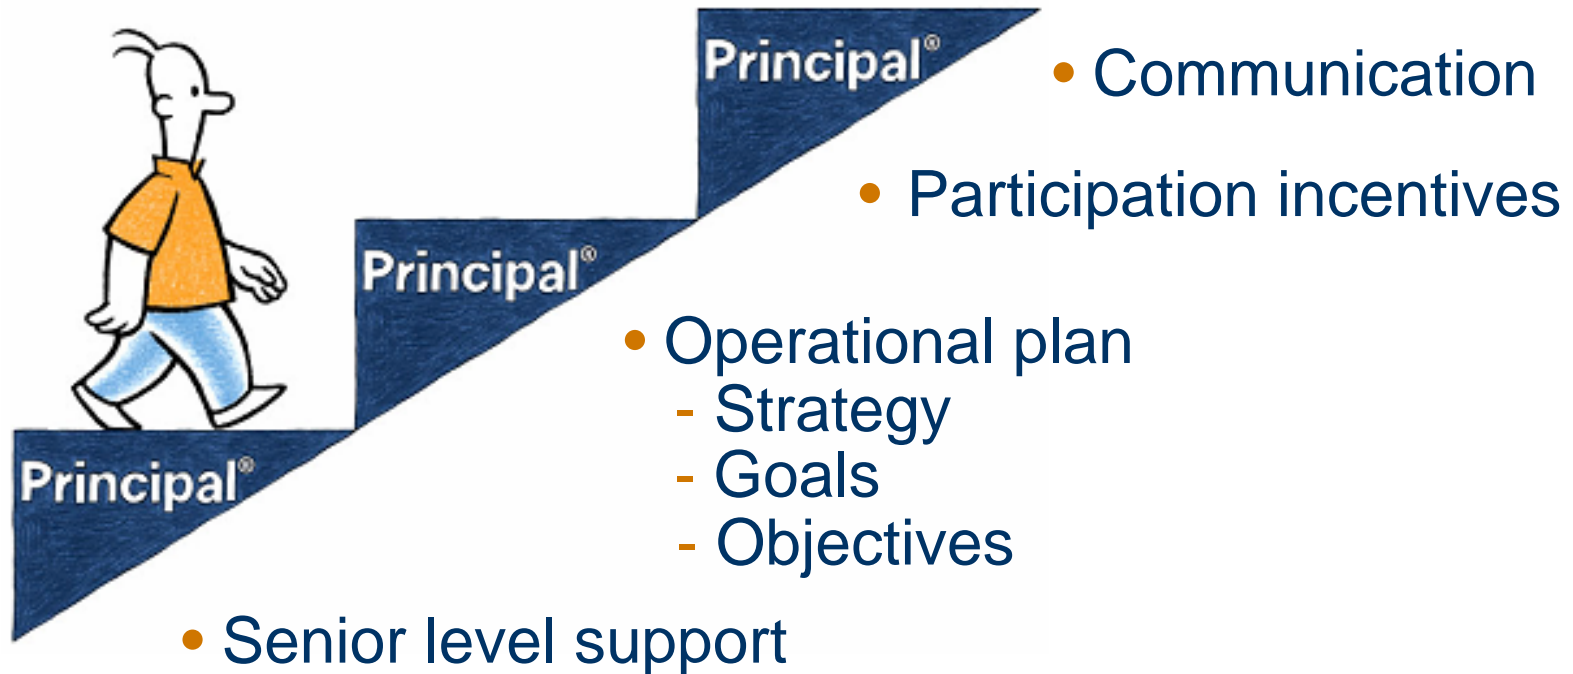 Principal®
• Communication
• Participation incentives
Principal®
• Operational plan
- Strategy
- Goals
- Objectives
Principal®
• Senior level support